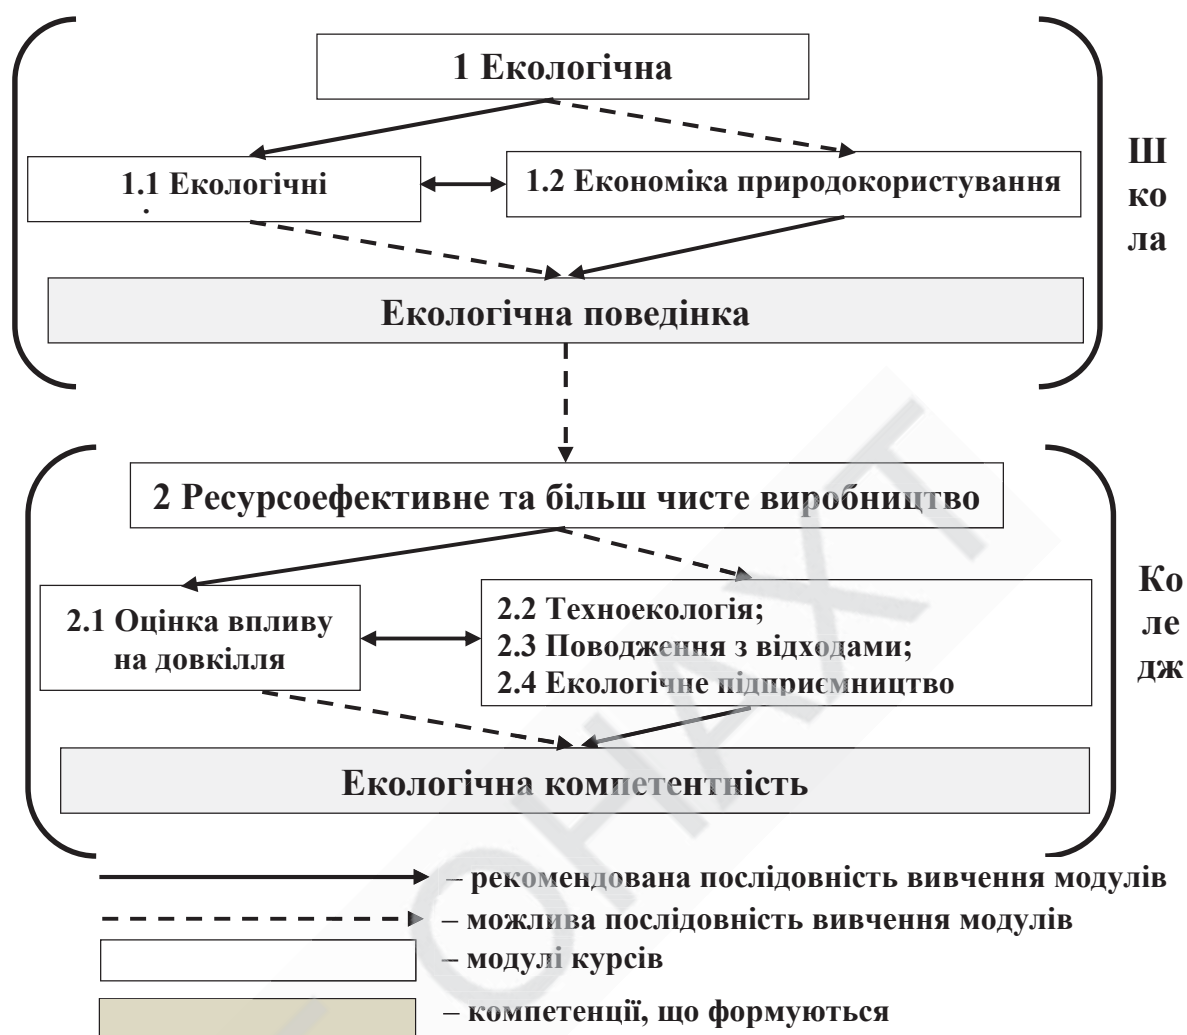 1 Екологічна
1.1 Екологічні
1.2 Економіка природокористування
Екологічна поведінка
Ш
ко
ла
2 Ресурсоефективне та більш чисте виробництво
2.1 Оцінка впливу
на довкілля
2.2 Техноекологія;
2.3 Поводження з відходами;
2.4 Екологічне підприємництво
Екологічна компетентність
Ко
ле
дж
– рекомендована послідовність вивчення модулів
– можлива послідовність вивчення модулів
– модулі курсів
– компетенції, що формуються
ОНАХТ